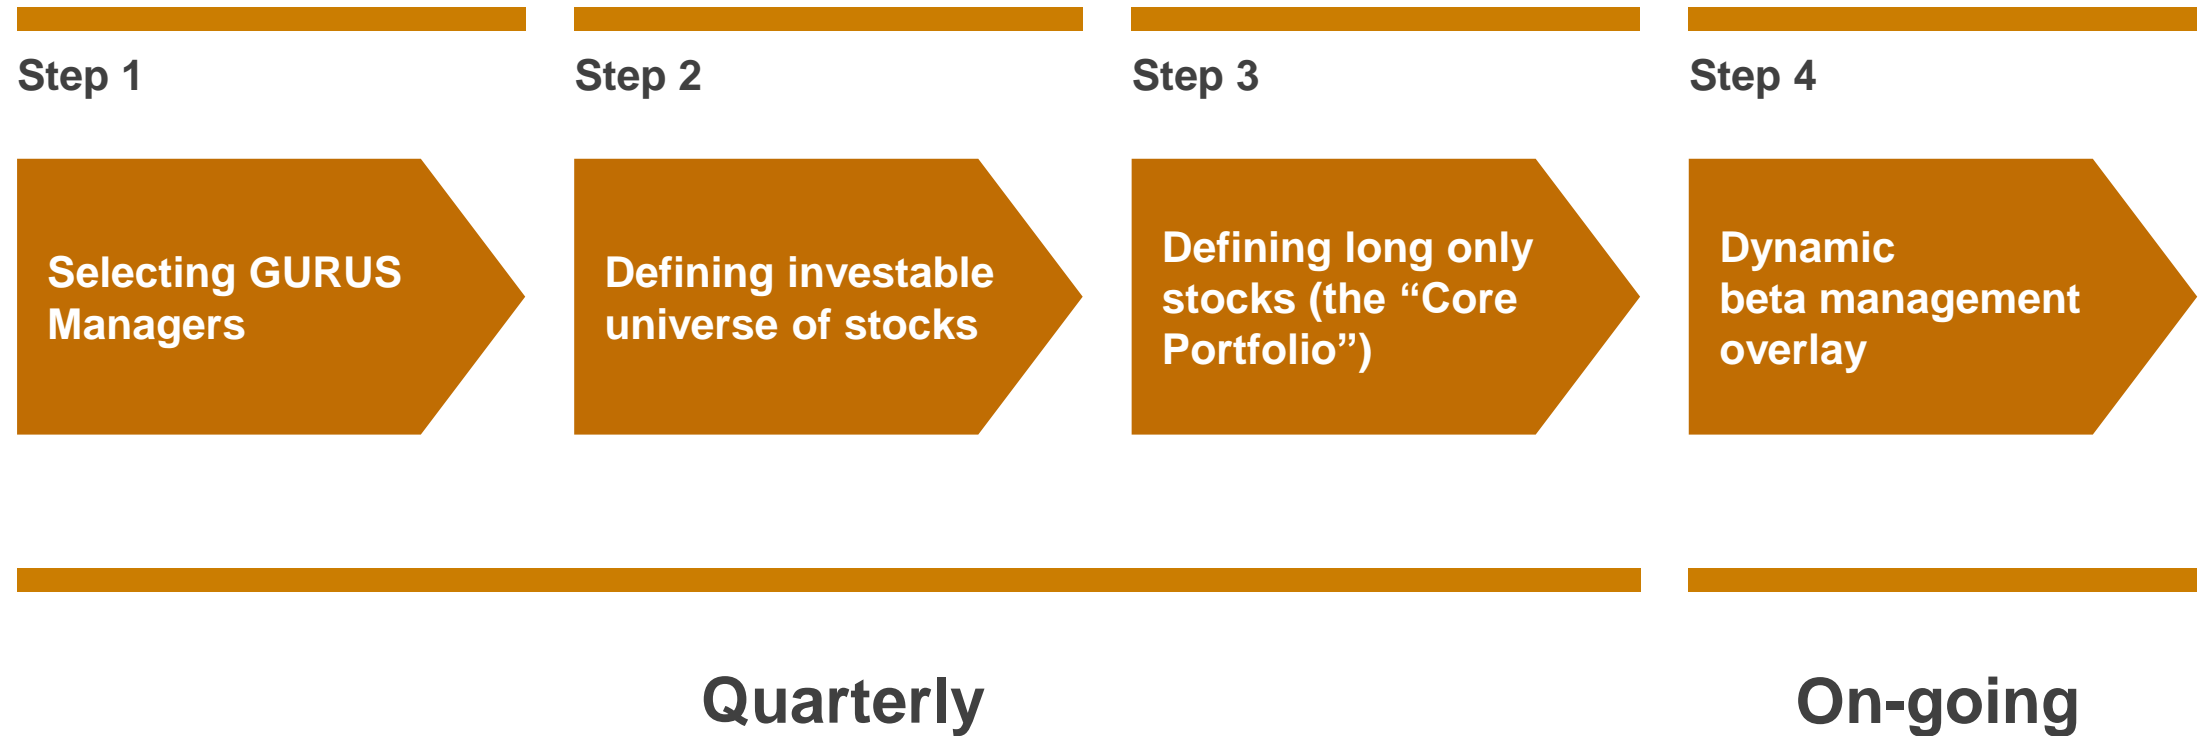 Step 1
Step 2
Step 3
Step 4
Selecting GURUS
Managers
Defining investable
universe of stocks
Defining long only
stocks (the “Core
Portfolio”)
Dynamic
beta management
overlay
Quarterly
On-going